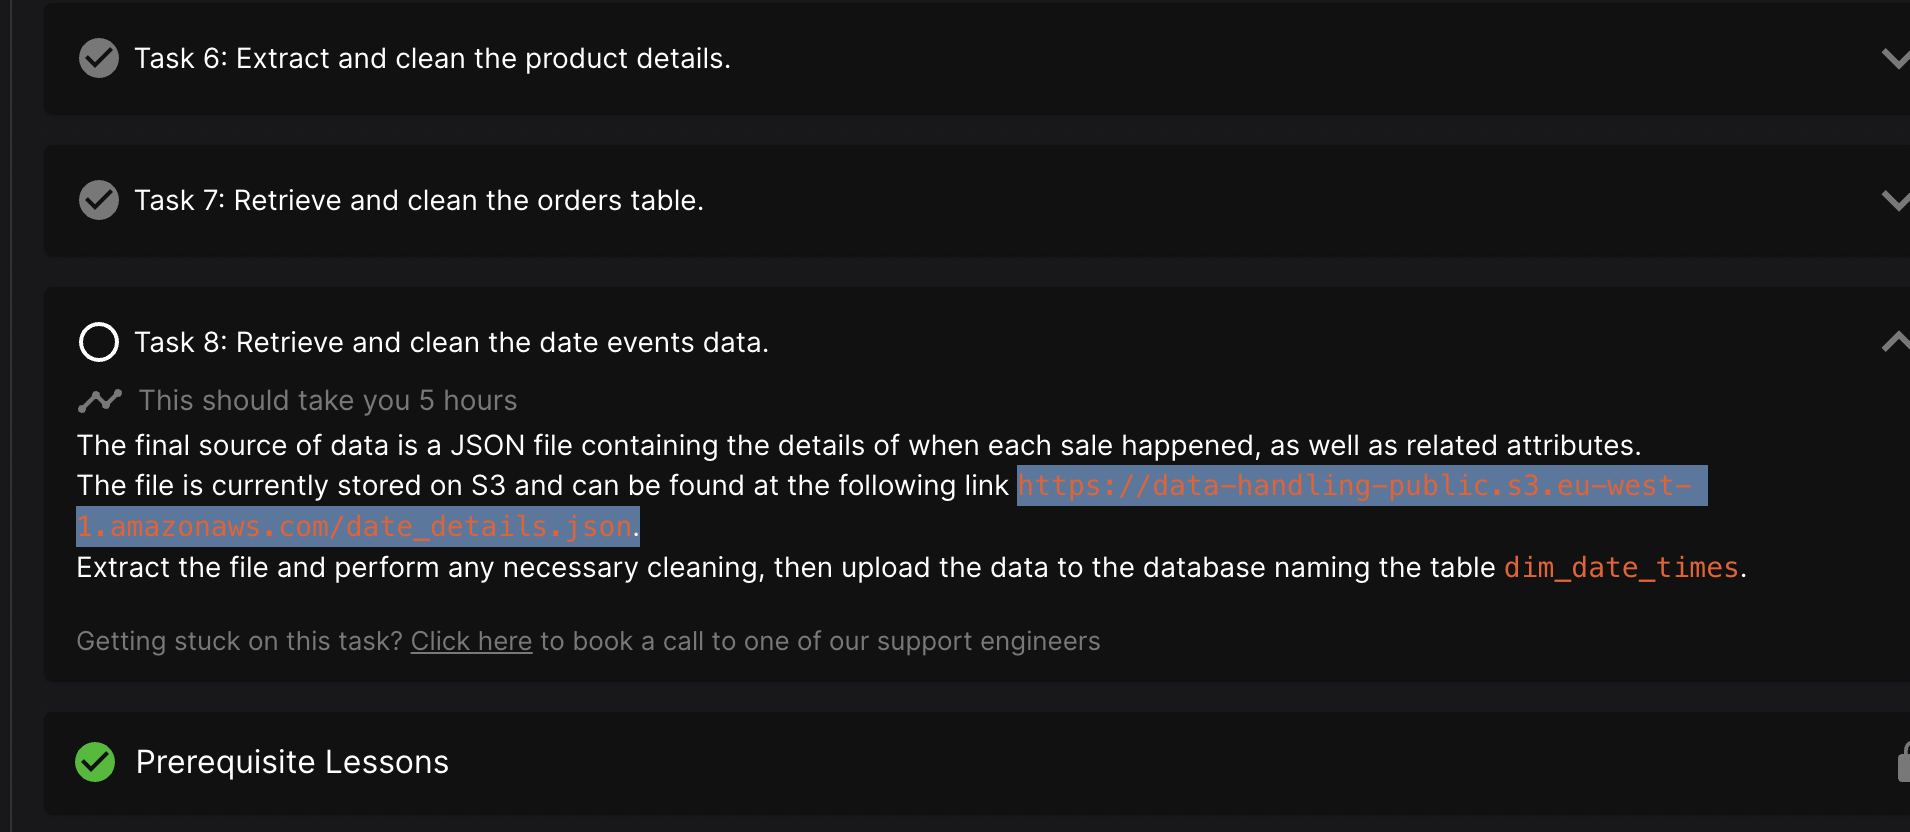 Task 6: Extract and clean the product details.
Task 7: Retrieve and clean the orders table.
Task 8: Retrieve and clean the date events data.
This should take you 5 hours
The final source of data is a JSON file containing the details of when each sale happened, as well as related attributes.
The file is currently stored on S3 and can be found at the following link https://data-handling-public.s3.eu-west-
1.amazonaws.com/date_details.json.
Extract the file and perform any necessary cleaning, then upload the data to the database naming the table dim_date_times.
Getting stuck on this task? Click here to book a call to one of our support engineers
Prerequisite Lessons